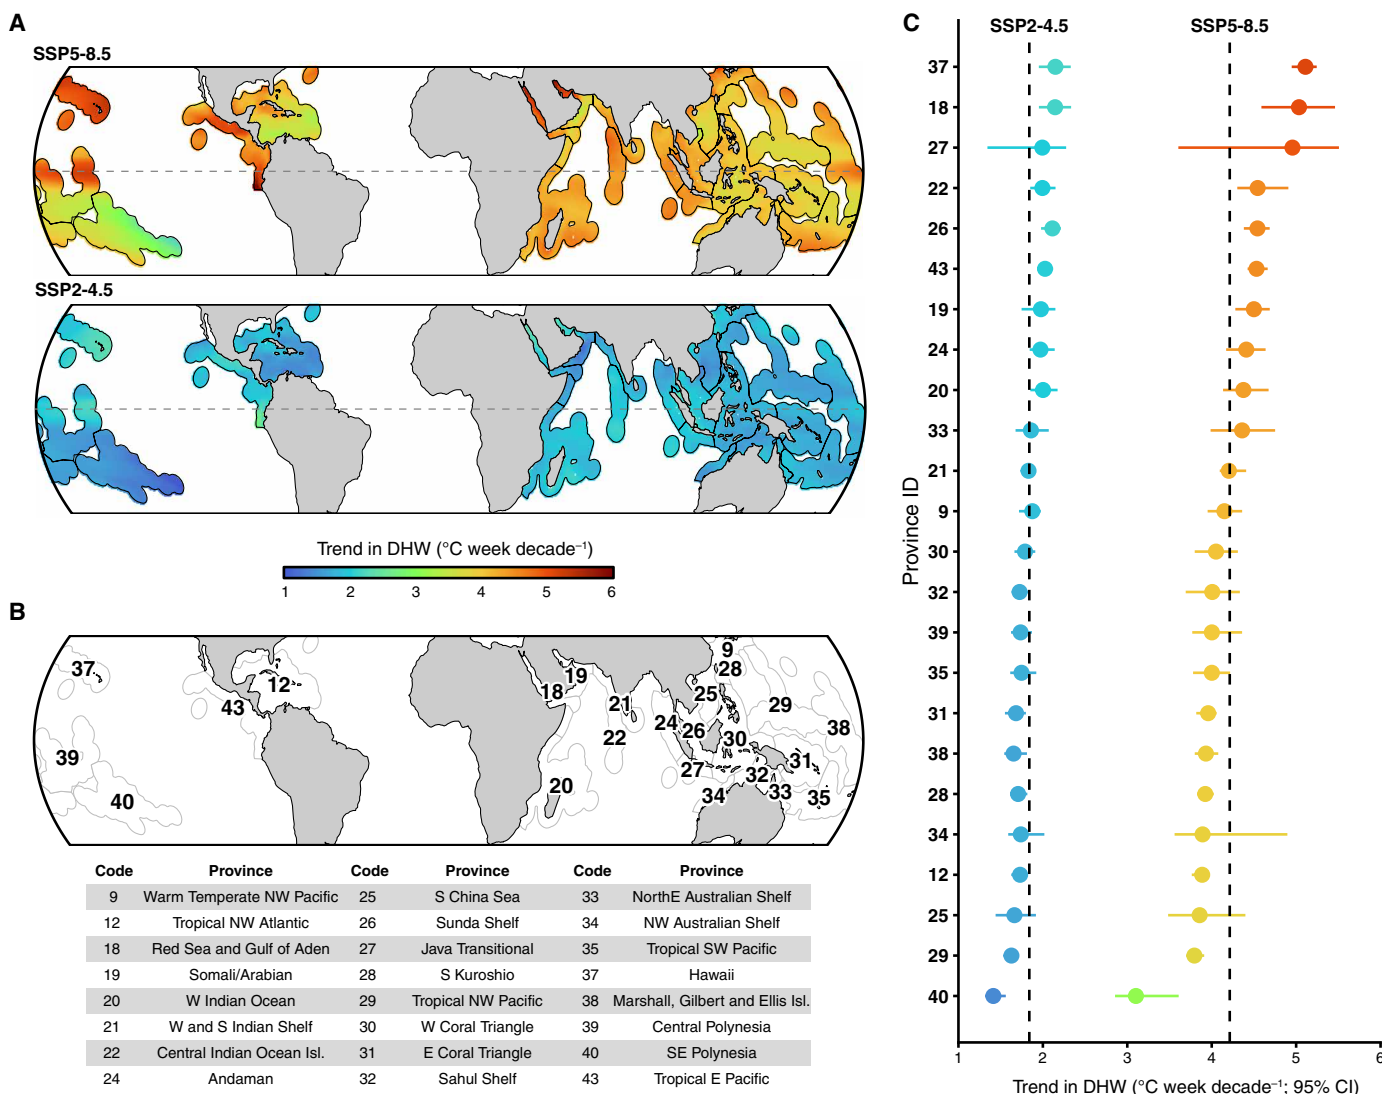 A
SSP5-8.5
SSP2-4.5
Trend in DHW (°C week decade⁻¹)
1 2 3 4 5 6
B
37
12
43
39
40
18
19
20
21
22
24
25
26
27
9
28
29
30
38
31
32
33
34
35
Code Province Code Province Code Province
9 Warm Temperate NW Pacific 25 S China Sea 33 NorthE Australian Shelf
12 Tropical NW Atlantic 26 Sunda Shelf 34 NW Australian Shelf
18 Red Sea and Gulf of Aden 27 Java Transitional 35 Tropical SW Pacific
19 Somali/Arabian 28 S Kuroshio 37 Hawaii
20 W Indian Ocean 29 Tropical NW Pacific 38 Marshall, Gilbert and Ellis Isl.
21 W and S Indian Shelf 30 W Coral Triangle 39 Central Polynesia
22 Central Indian Ocean Isl. 31 E Coral Triangle 40 SE Polynesia
24 Andaman 32 Sahul Shelf 43 Tropical E Pacific
C
SSP2-4.5 SSP5-8.5
Province ID
37
18
27
22
26
43
19
24
20
33
21
9
30
32
39
35
31
38
28
34
12
25
29
40
1 2 3 4 5 6
Trend in DHW (°C week decade⁻¹; 95% CI)